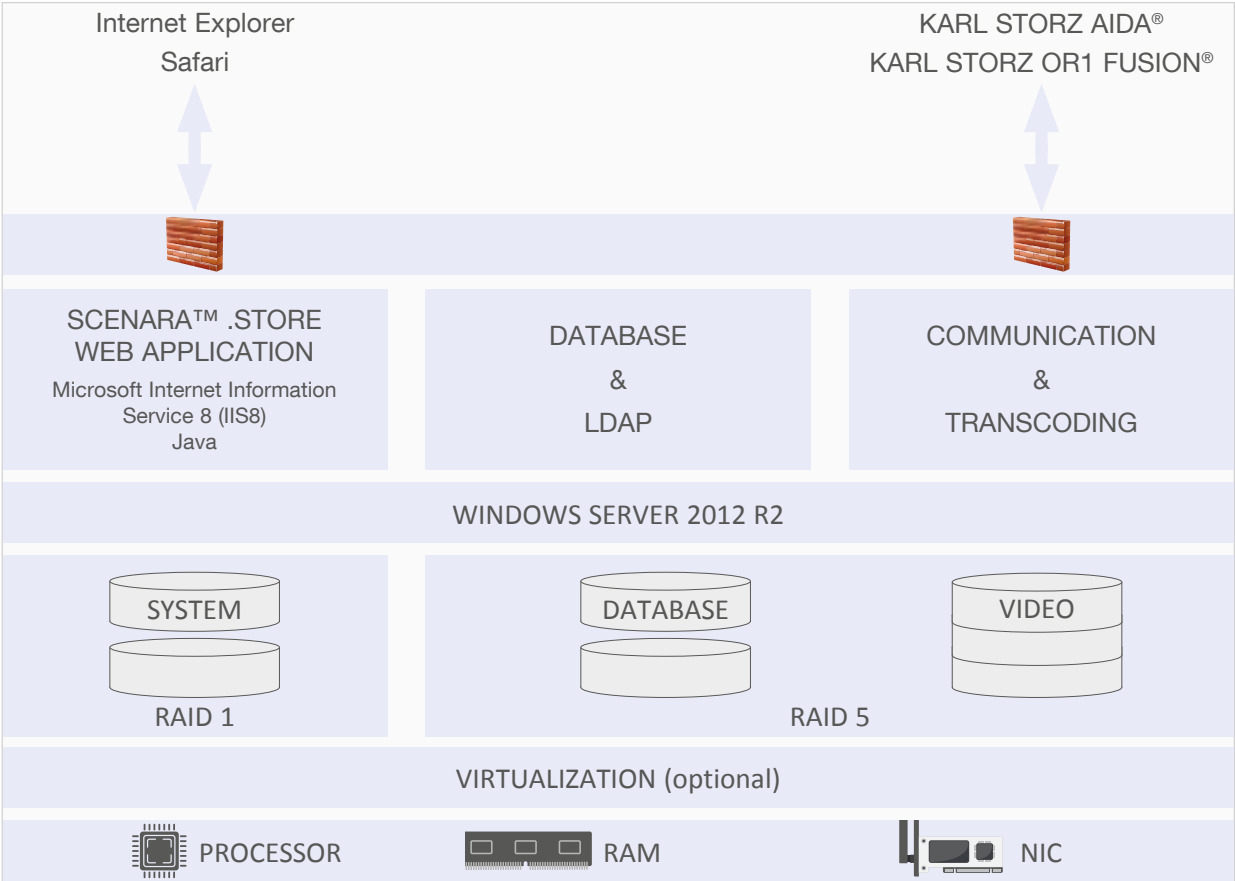 Internet Explorer
Safari
KARL STORZ AIDA®
KARL STORZ OR1 FUSION®
SCENARA™ .STORE
WEB APPLICATION
Microsoft Internet Information
Service 8 (IIS8)
Java
DATABASE
&
LDAP
COMMUNICATION
&
TRANSCODING
WINDOWS SERVER 2012 R2
SYSTEM
RAID 1
DATABASE
VIDEO
RAID 5
VIRTUALIZATION (optional)
PROCESSOR
RAM
NIC